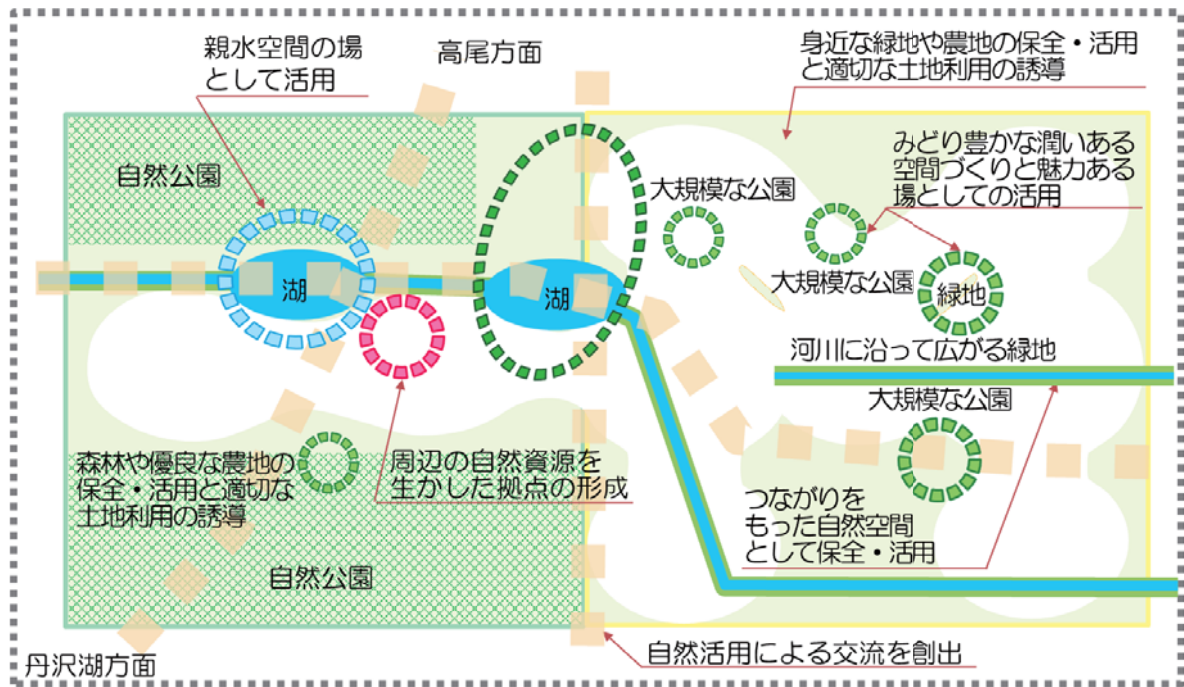 親水空間の場
として活用
高尾方面
身近な緑地や農地の保全・活用
と適切な土地利用の誘導
みどり豊かな潤いある
空間づくりと魅力ある
場としての活用
自然公園
大規模な公園
大規模な公園
緑地
湖
湖
河川に沿って広がる緑地
大規模な公園
森林や優良な農地の
保全・活用と適切な
土地利用の誘導
周辺の自然資源を
生かした拠点の形成
つながりを
もった自然空間
として保全・活用
自然公園
自然活用による交流を創出
丹沢湖方面